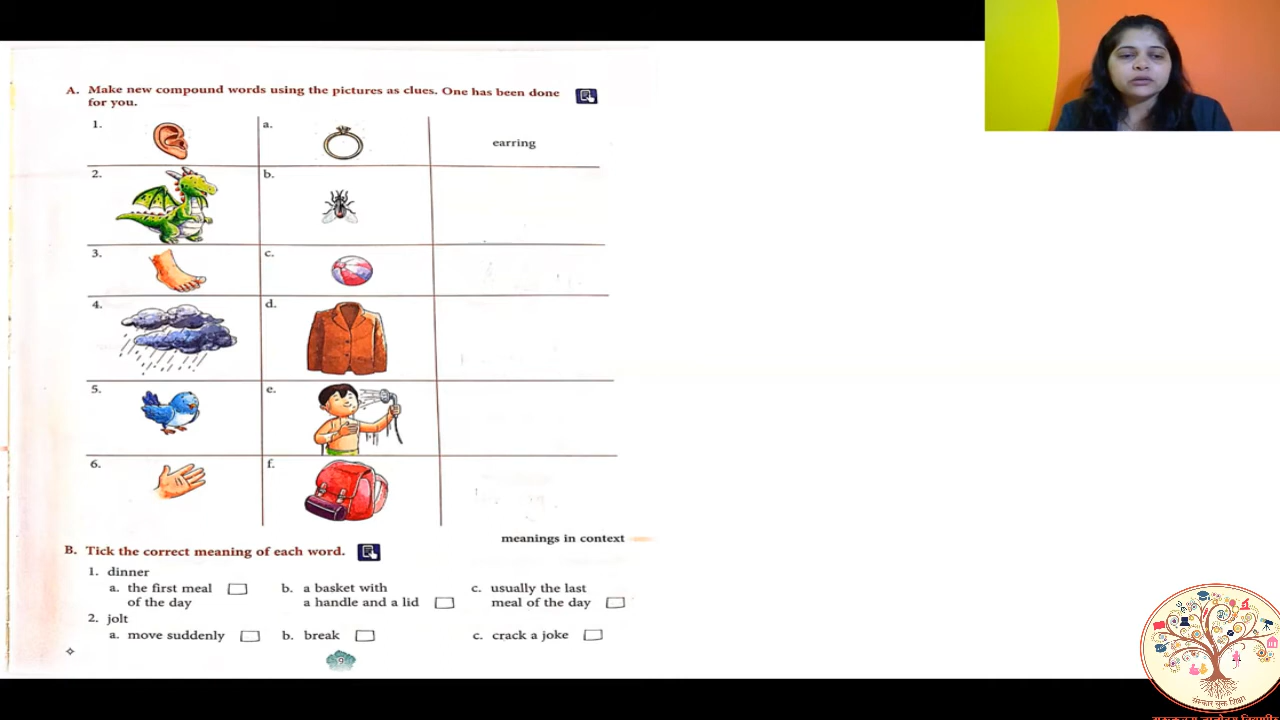 A. Make new compound words using the pictures as clues. One has been done
for you.
1. a. earring
2. b.
3. c.
4. d.
5. e.
6. f.
meanings in context
B. Tick the correct meaning of each word.
1. dinner
a. the first meal b. a basket with c. usually the last
of the day a handle and a lid meal of the day
2. jolt
a. move suddenly b. break c. crack a joke
9